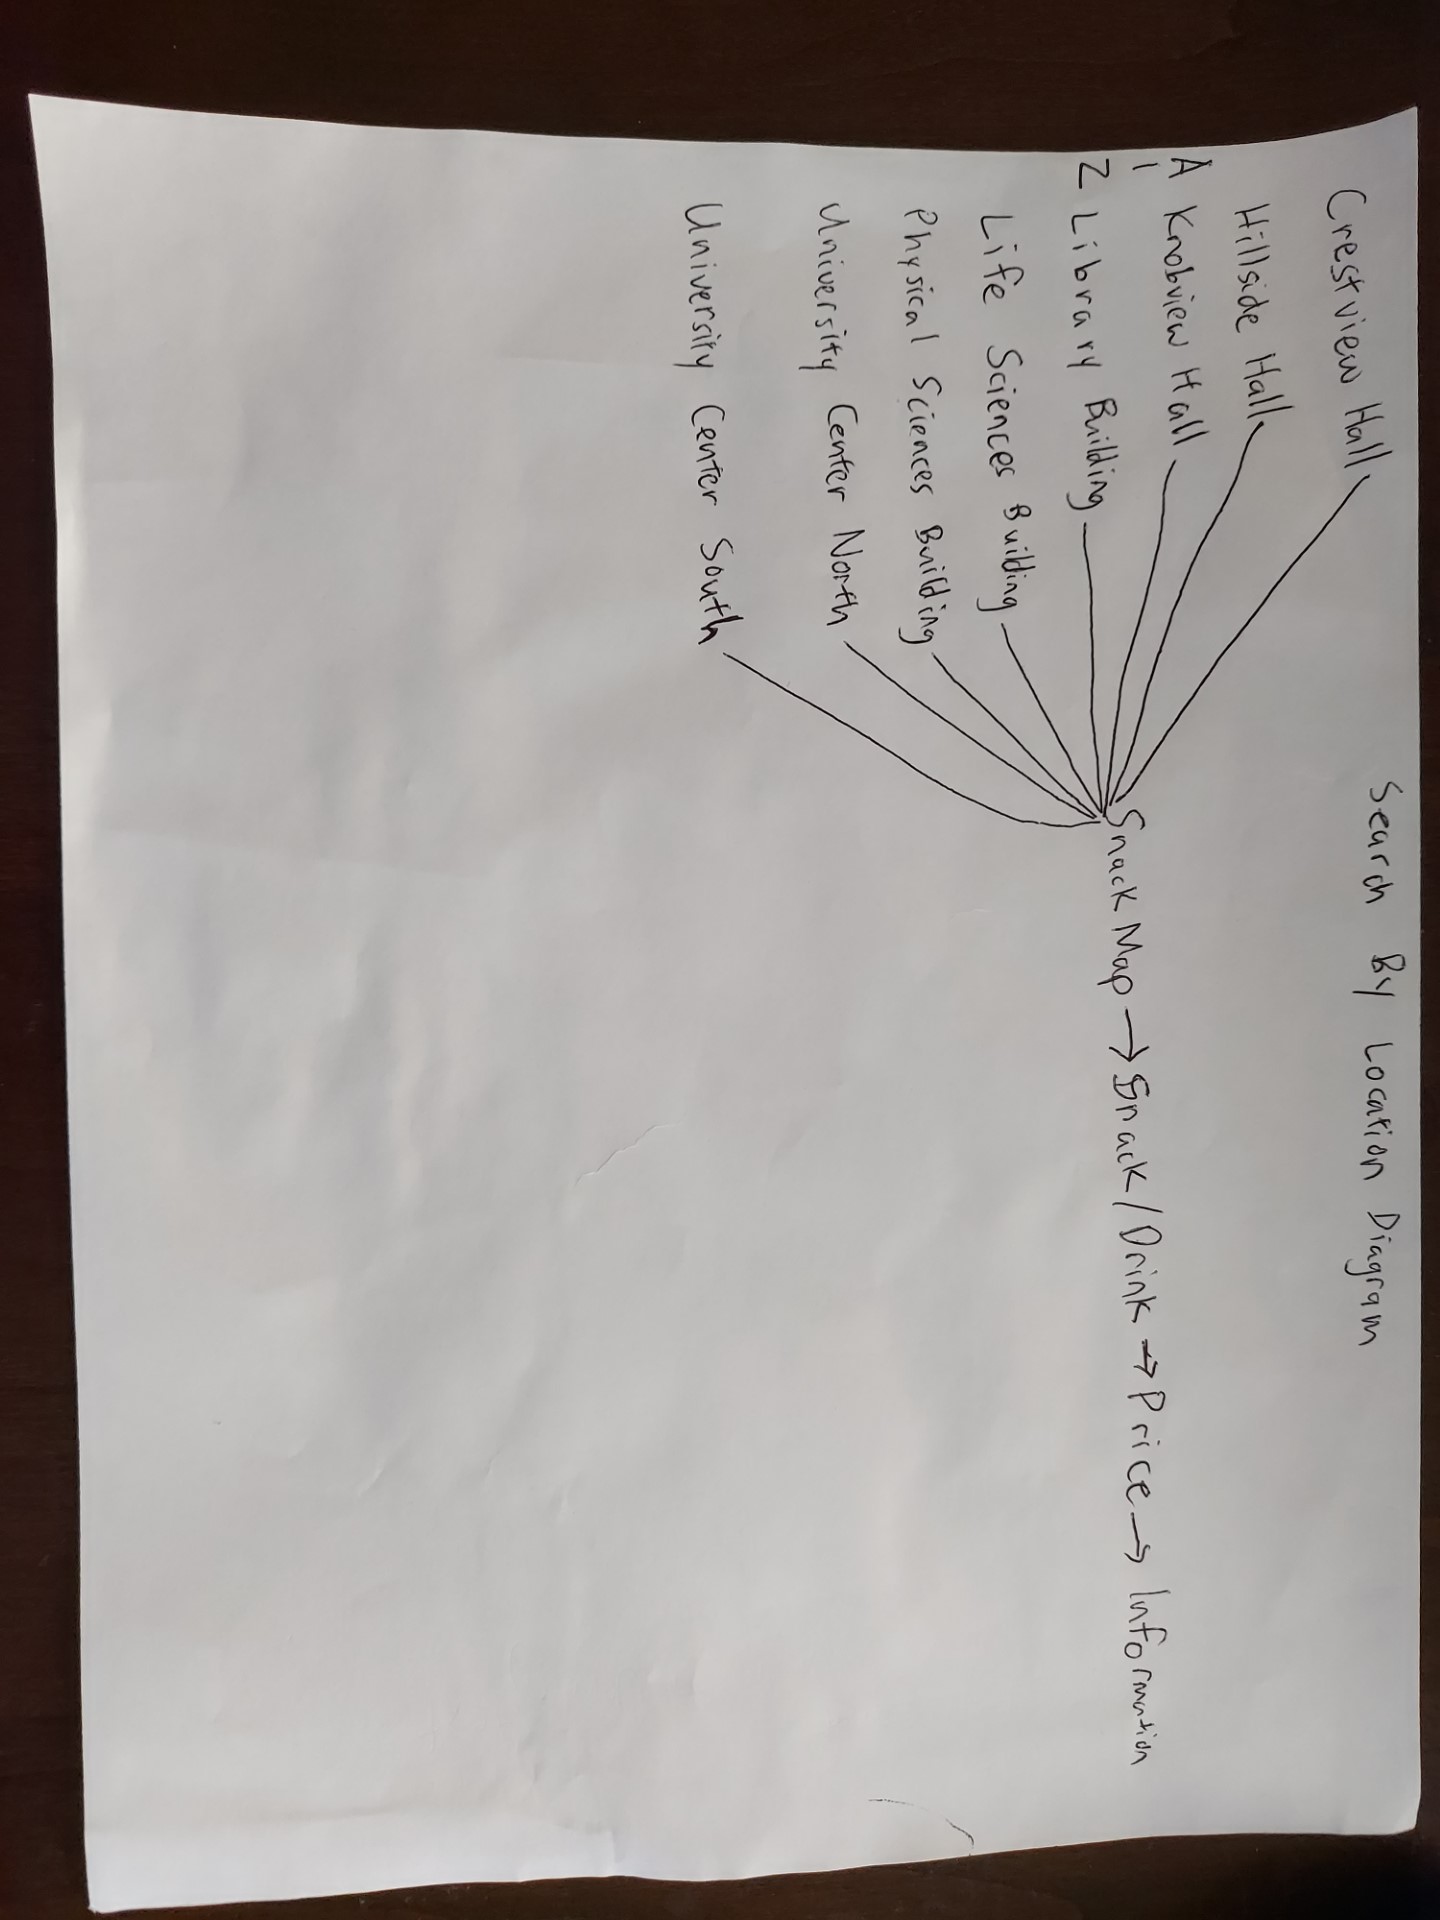 Search By Location Diagram
Crestview Hall
Hillside Hall
A Knobview Hall
|
Z Library Building
Life Sciences Building
Physical Sciences Building
University Center North
University Center South
Snack Map → Snack/Drink → Price → Information